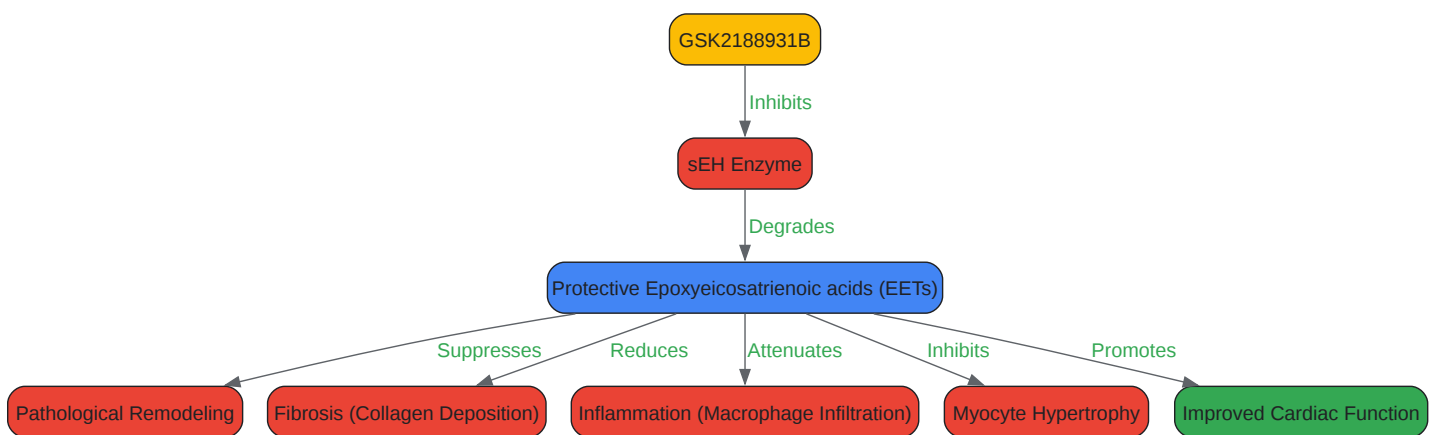 GSK2188931B
Inhibits
sEH Enzyme
Degrades
Protective Epoxyeicosatrienoic acids (EETs)
Suppresses
Reduces
Attenuates
Inhibits
Promotes
Pathological Remodeling
Fibrosis (Collagen Deposition)
Inflammation (Macrophage Infiltration)
Myocyte Hypertrophy
Improved Cardiac Function